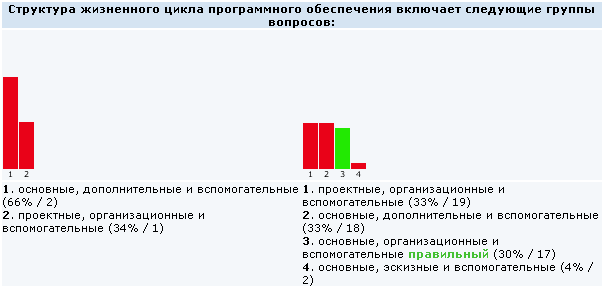 Структура жизненного цикла программного обеспечения включает следующие группы
вопросов:
1 2
1 2 3 4
1. основные, дополнительные и вспомогательные
(66% / 2)
2. проектные, организационные и
вспомогательные (34% / 1)
1. проектные, организационные и
вспомогательные (33% / 19)
2. основные, дополнительные и вспомогательные
(33% / 18)
3. основные, организационные и
вспомогательные правильный (30% / 17)
4. основные, эскизные и вспомогательные (4% /
2)